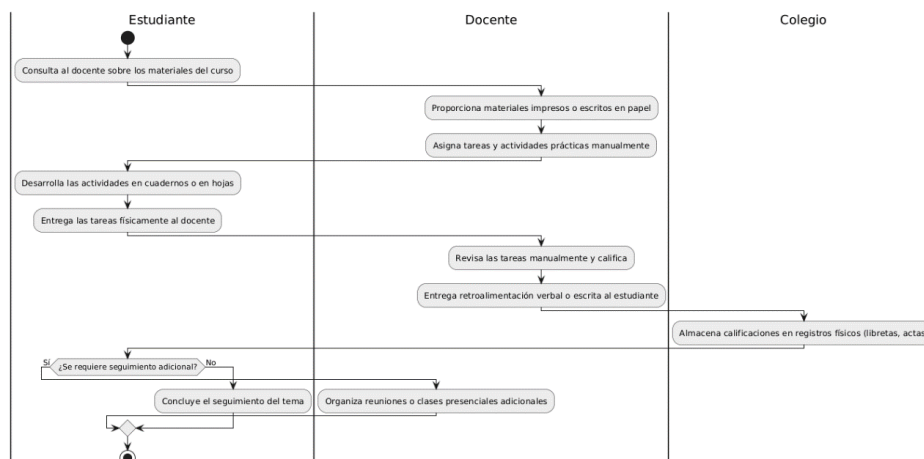 Estudiante
Docente
Colegio
Consulta al docente sobre los materiales del curso
Proporciona materiales impresos o escritos en papel
Asigna tareas y actividades prácticas manualmente
Desarrolla las actividades en cuadernos o en hojas
Entrega las tareas físicamente al docente
Revisa las tareas manualmente y califica
Entrega retroalimentación verbal o escrita al estudiante
Almacena calificaciones en registros físicos (libretas, actas
Sí
¿Se requiere seguimiento adicional?
No
Concluye el seguimiento del tema
Organiza reuniones o clases presenciales adicionales